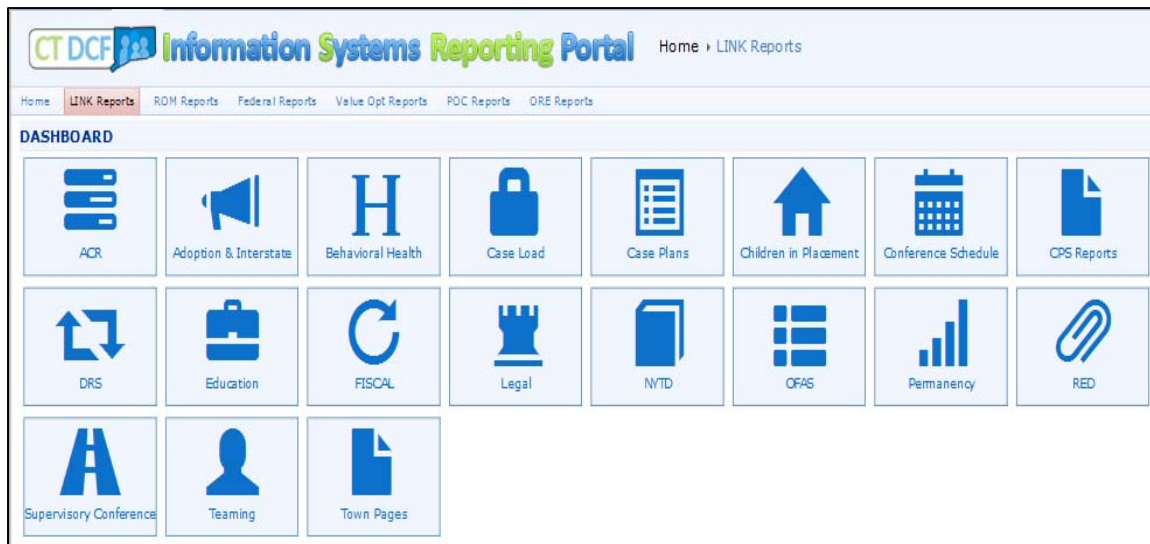 CT DCF Information Systems Reporting Portal Home › LINK Reports
Home LINK Reports ROM Reports Federal Reports Value Opt Reports POC Reports ORE Reports
DASHBOARD
ACR Adoption & Interstate Behavioral Health Case Load Case Plans Children in Placement Conference Schedule CPS Reports
DRS Education FISCAL Legal NYTD OFAS Permanency RED
Supervisory Conference Teaming Town Pages